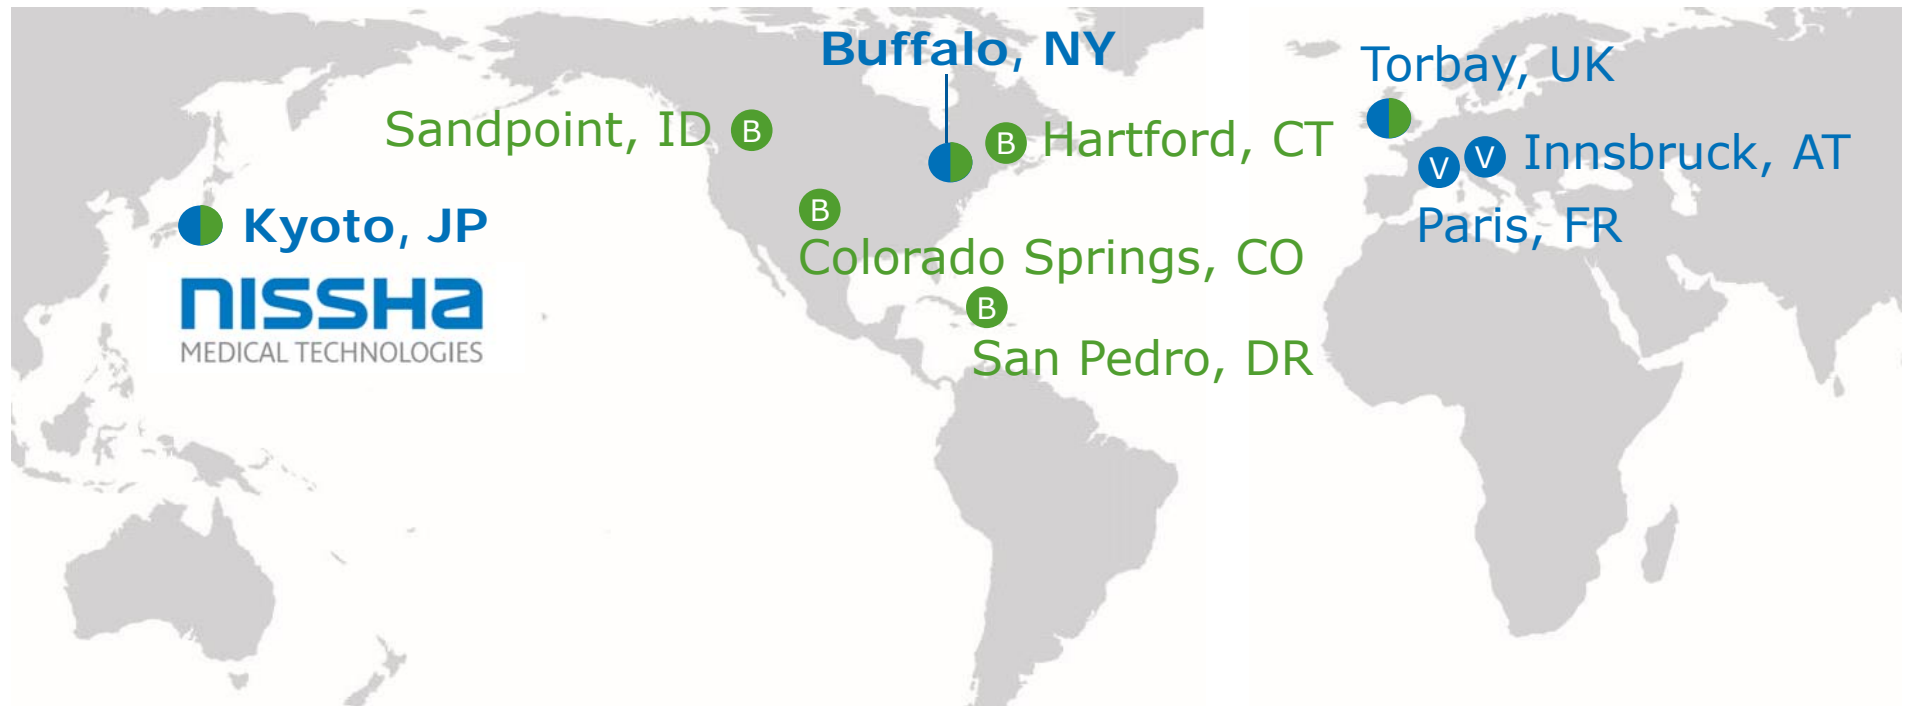 Buffalo, NY
Torbay, UK
Sandpoint, ID
B
B
Hartford, CT
V
V
Innsbruck, AT
B
Kyoto, JP
Paris, FR
Colorado Springs, CO
nissha
MEDICAL TECHNOLOGIES
B
San Pedro, DR